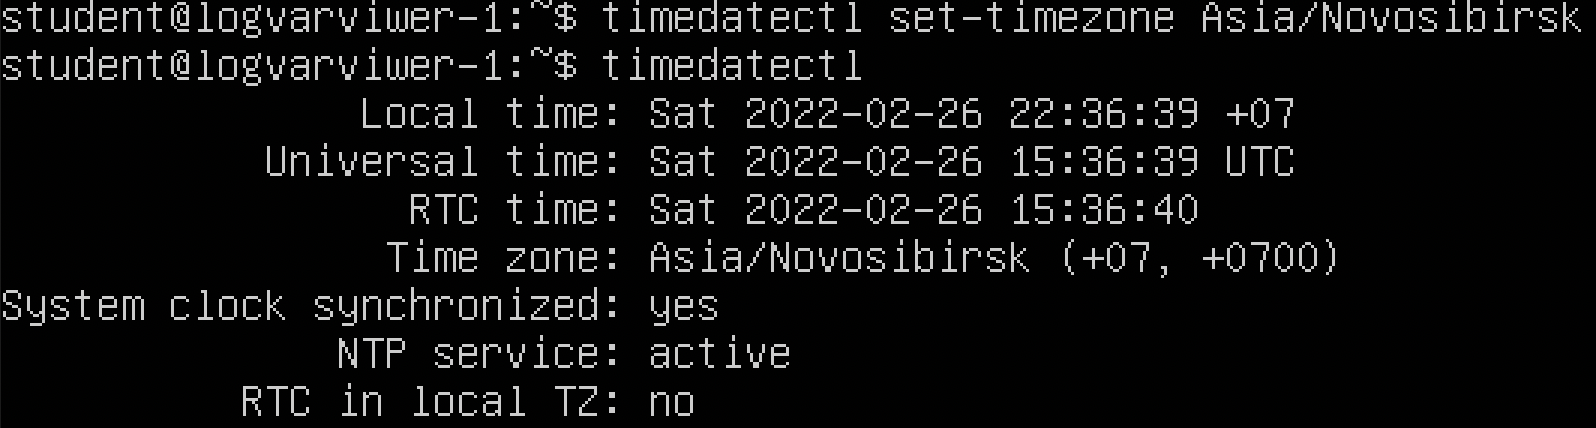 student@logvarviwer-1:~$ timedatectl set-timezone Asia/Novosibirsk
student@logvarviwer-1:~$ timedatectl
Local time: Sat 2022-02-26 22:36:39 +07
Universal time: Sat 2022-02-26 15:36:39 UTC
RTC time: Sat 2022-02-26 15:36:40
Time zone: Asia/Novosibirsk (+07, +0700)
System clock synchronized: yes
NTP service: active
RTC in local TZ: no